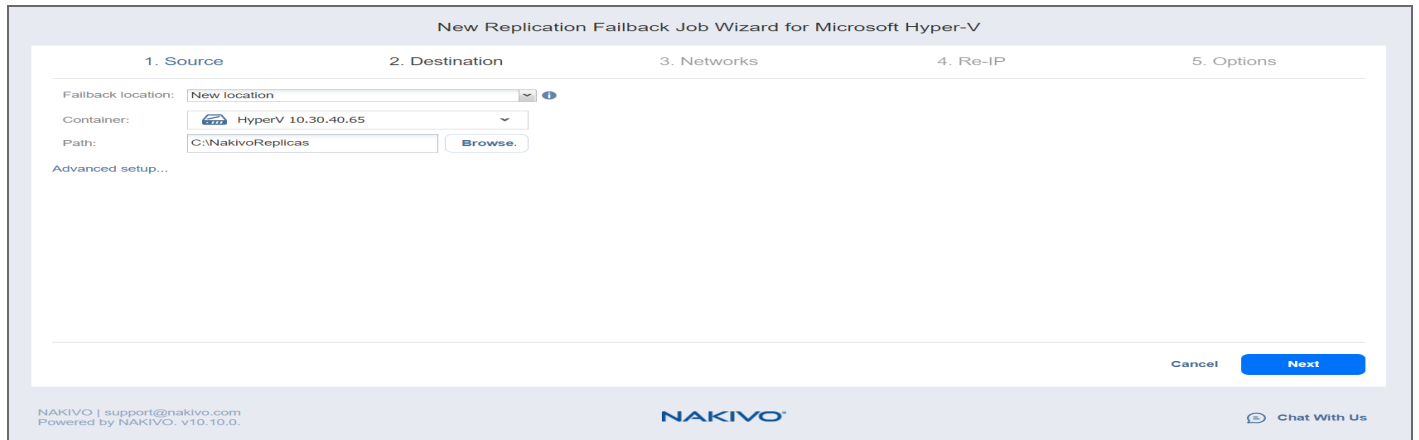 New Replication Failback Job Wizard for Microsoft Hyper-V
1. Source 2. Destination 3. Networks 4. Re-IP 5. Options
Failback location: New location
Container: HyperV 10.30.40.65
Path: C:\NakivoReplicas Browse.
Advanced setup...
Cancel Next
NAKIVO | support@nakivo.com
Powered by NAKIVO. v10.10.0.
NAKIVO
Chat With Us